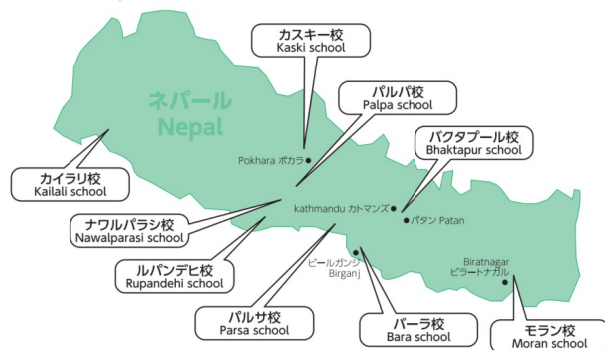 カスキー校
Kaski school
パルパ校
Palpa school
ネパール
Nepal
バクタプール校
Bhaktapur school
Pokhara ポカラ
カイラリ校
Kailali school
kathmandu カトマンズ
パタン Patan
ナワルパラシ校
Nawalparasi school
ルパンデヒ校
Rupandehi school
ビールガンジ
Birganj
Biratnagar
ビラートナガル
パルサ校
Parsa school
バーラ校
Bara school
モラン校
Moran school